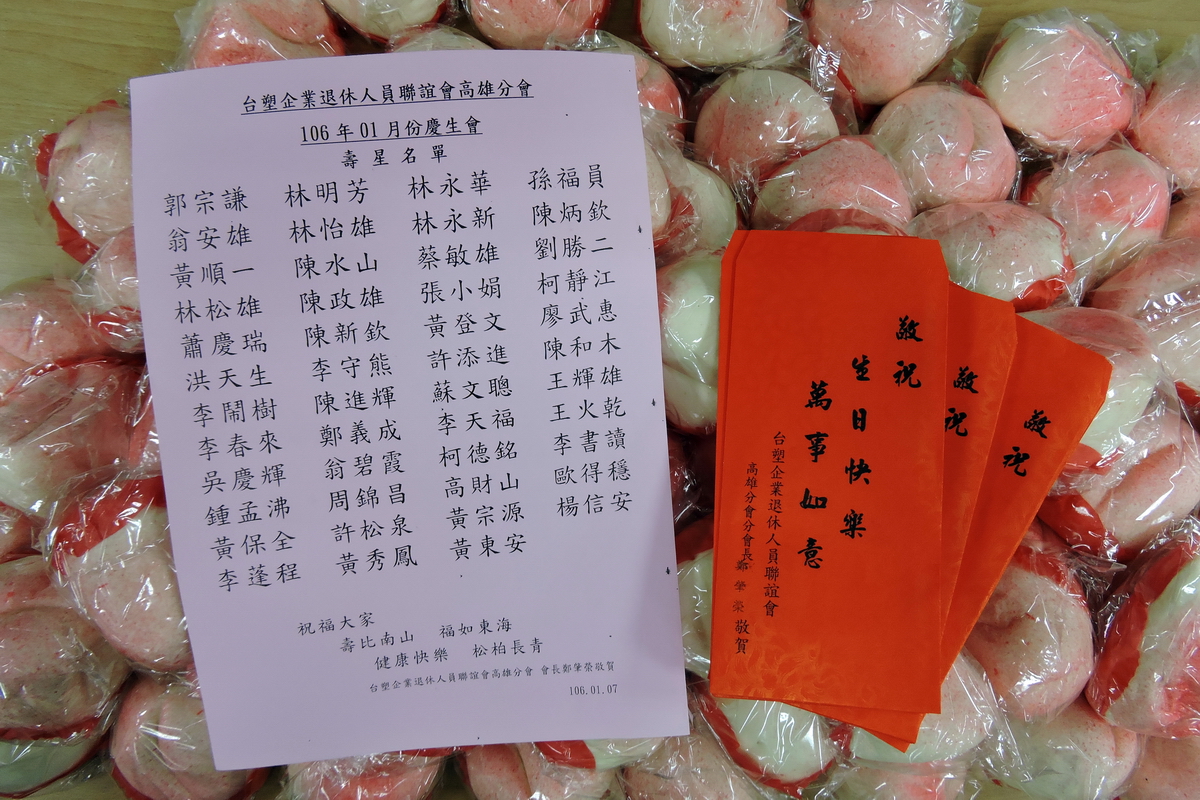 台塑企業退休人員聯誼會高雄分會
106年01月份慶生會
壽星名單
郭宗謙 林明芳 林永華 孫福員
翁安雄 林怡雄 林永新 陳炳欽
黃順一 陳水山 蔡敏雄 劉勝二
林松雄 陳政雄 張小娟 柯靜江
蕭慶瑞 陳新欽 黃登文 廖武惠
洪天生 李守熊 許添進 陳和木
李鬧樹 陳進輝 蘇文聰 王輝雄
李春來 鄭義成 李天福 王火乾
吳慶輝 翁碧霞 柯德銘 李書讀
鍾孟沸 周錦昌 高財山 歐得穩
黃保全 許松泉 黃宗源 楊信安
李蓬程 黃秀鳳 黃東安
祝福大家
壽比南山 福如東海
健康快樂 松柏長青
台塑企業退休人員聯誼會高雄分會 會長鄭肇榮敬賀
106.01.07
敬祝
生日快樂
萬事如意
台塑企業退休人員聯誼會
高雄分會分會長鄭肇榮敬賀
敬祝
敬祝